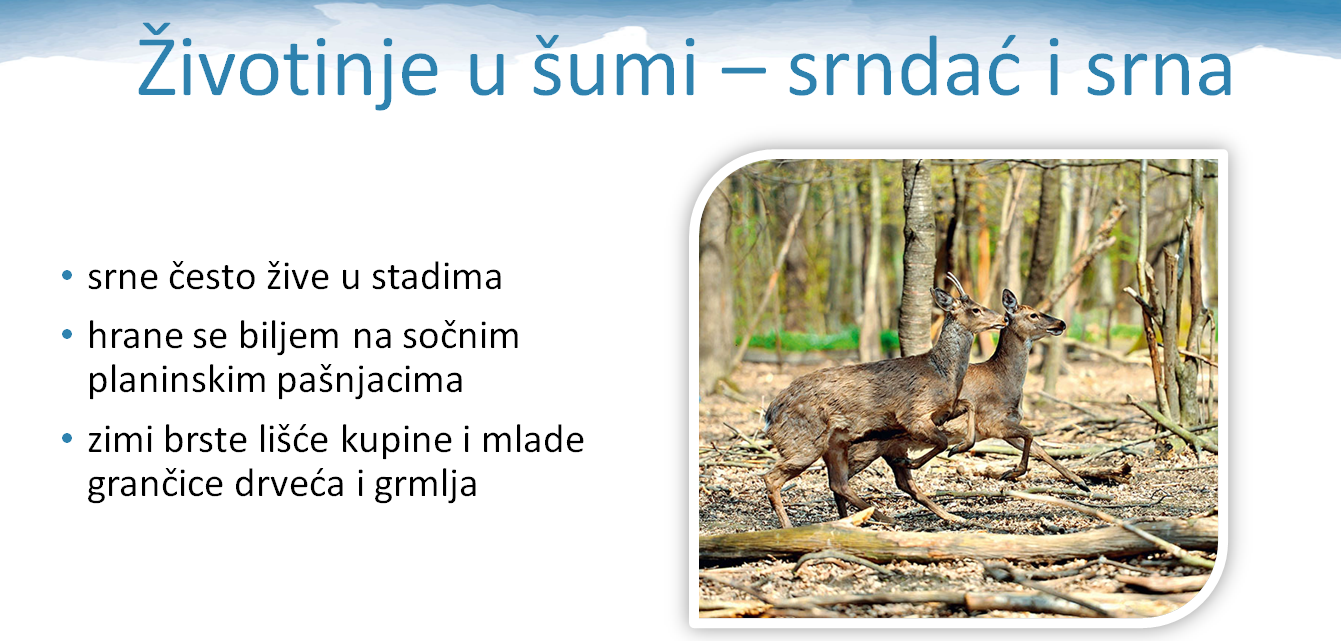 Životinje u šumi – srndać i srna
• srne često žive u stadima
• hrane se biljem na sočnim
planinskim pašnjacima
• zimi brste lišće kupine i mlade
grančice drveća i grmlja